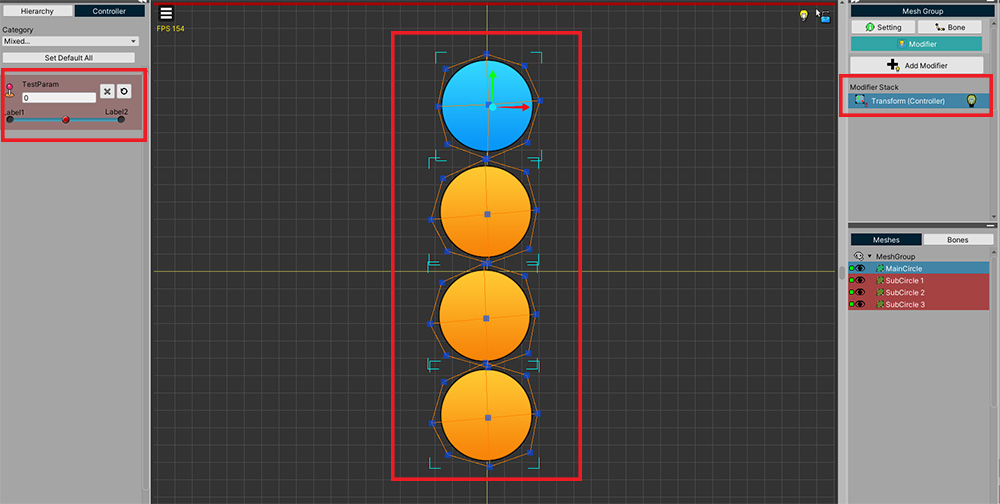 Hierarchy
Controller
Category
Mixed...
Set Default All
TestParam
0
Label1
Label2
FPS 154
Mesh Group
Setting
Bone
Modifier
Add Modifier
Modifier Stack
Transform (Controller)
Meshes
Bones
MeshGroup
MainCircle
SubCircle 1
SubCircle 2
SubCircle 3